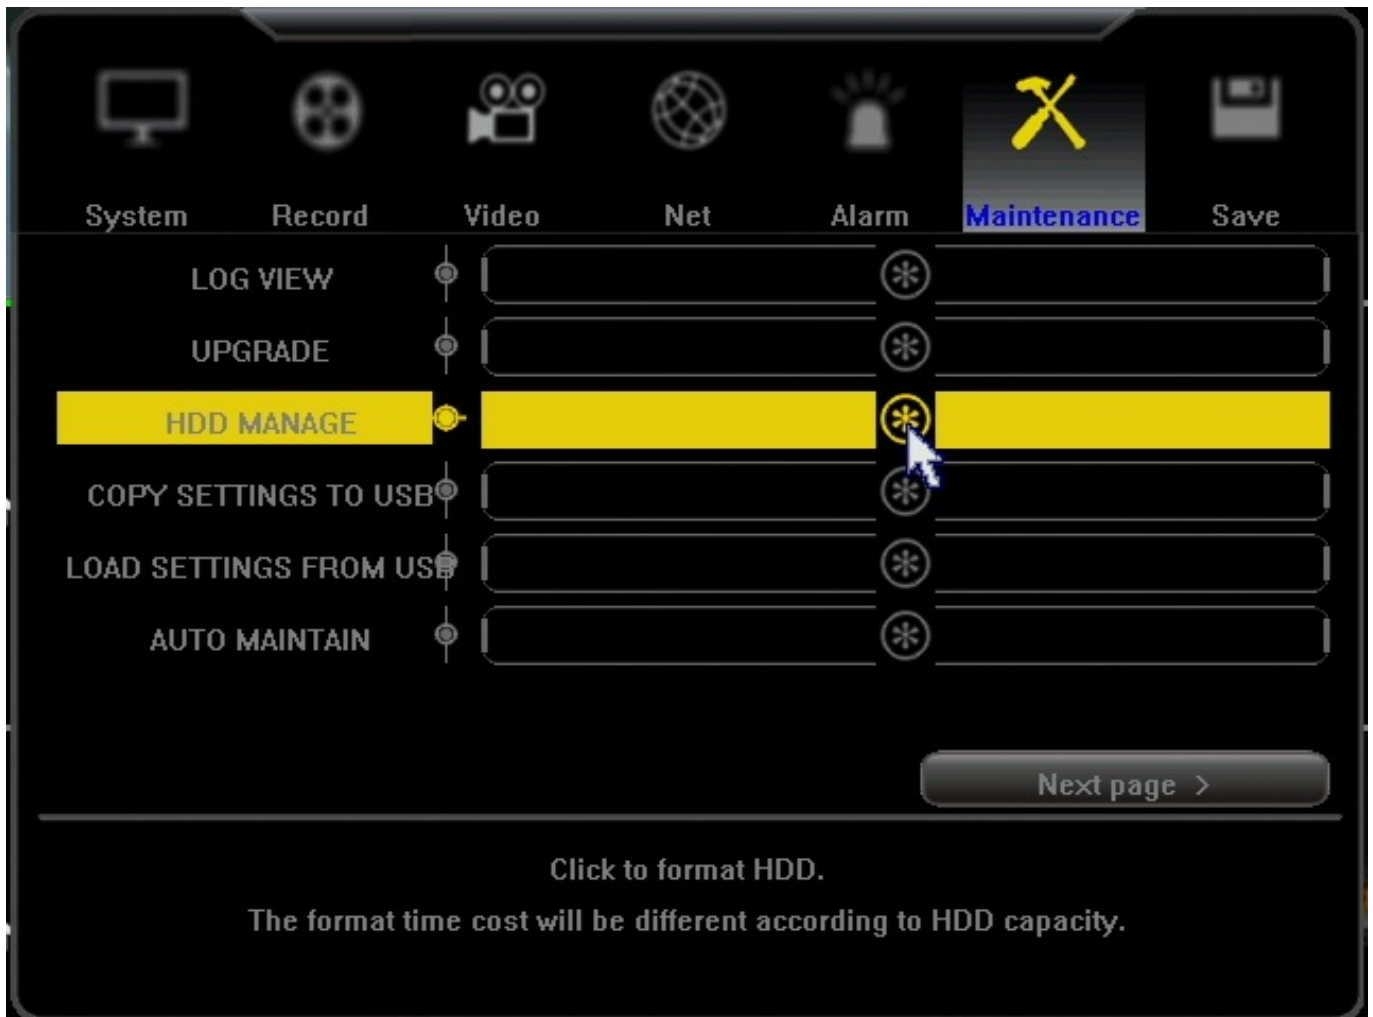 System Record Video Net Alarm Maintenance Save
LOG VIEW
UPGRADE
HDD MANAGE
COPY SETTINGS TO USB
LOAD SETTINGS FROM USB
AUTO MAINTAIN
Next page >
Click to format HDD.
The format time cost will be different according to HDD capacity.